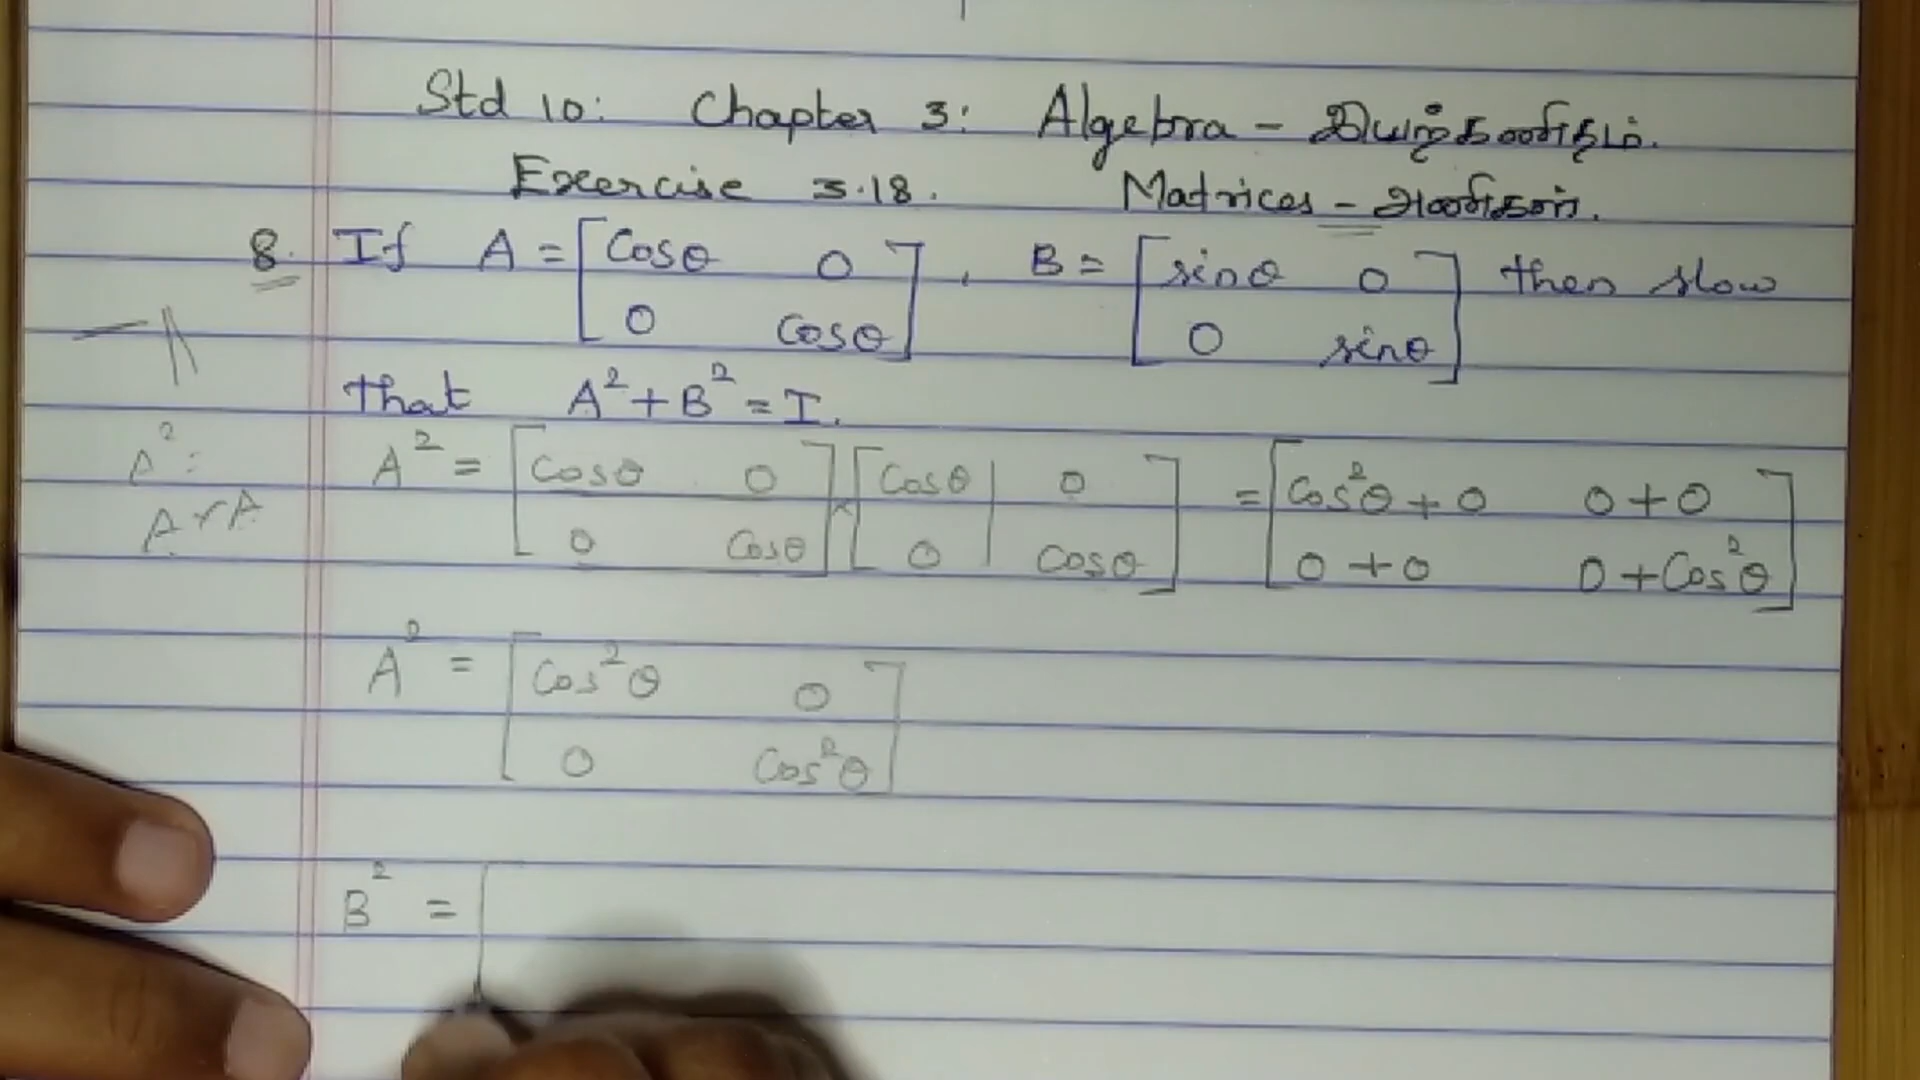 Std 10: Chapter 3: Algebra - இயற்கணிதம்.
Exercise 3.18. Matrices - அணிகள்.
8. If A = [Cosθ 0 , B = [sinθ 0 then show
0 Cosθ] 0 sinθ]
that A² + B² = I.
A² = A² = [Cosθ 0 × [Cosθ 0 = [Cos²θ + 0 0 + 0
A × A 0 Cosθ] 0 Cosθ] 0 + 0 0 + Cos²θ]
A² = [Cos²θ 0
0 Cos²θ]
B² = [